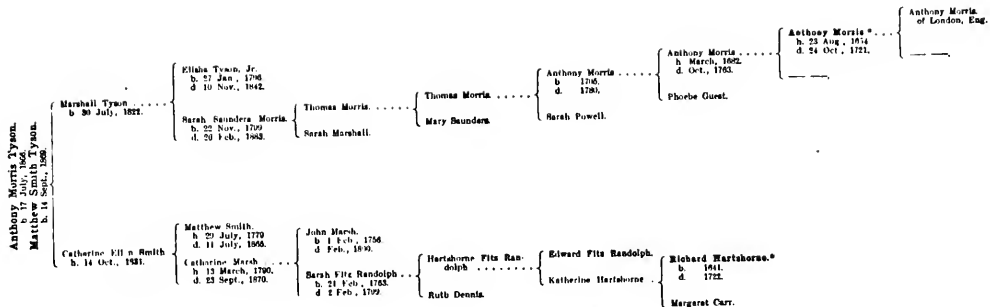 Anthony Morris Tyson.
b 17 July, 1866.
Matthew Smith Tyson.
b. 14 Sept., 1869.
Marshall Tyson
b 30 July, 1822.
Catharine Ell n Smith
b. 14 Oct., 1831.
Elisha Tyson, Jr.
b. 27 Jan, 1796
d 10 Nov., 1842.
Sarah Saunders Morris.
b. 22 Nov., 1799
d. 20 Feb., 1883.
Matthew Smith.
b 29 July, 1779
d. 11 July, 1865.
Catharine Marsh
b 13 March, 1790.
d. 23 Sept., 1870.
Thomas Morris.
Sarah Marshall.
John Marsh.
b 1 Feb, 1756
d Feb.,
Sarah Fitz Randolph
b. 21 Feb, 1763.
d 2 Feb, 1799.
Thomas Morris
Mary Saunders.
Hartshorne Fitz Ran-
dolph
Ruth Dennis.
Anthony Morris
b 1705.
d. 1780.
Sarah Powell.
Edward Fitz Randolph.
Katherine Hartshorne
Anthony Morris
b March, 1682.
d. Oct., 1763.
Phoebe Guest.
Richard Hartshorne.*
b. 1641.
d. 1722.
Margaret Carr.
Anthony Morris *
b. 23 Aug, 1654
d. 24 Oct, 1721.
Anthony Morris.
of London, Eng.